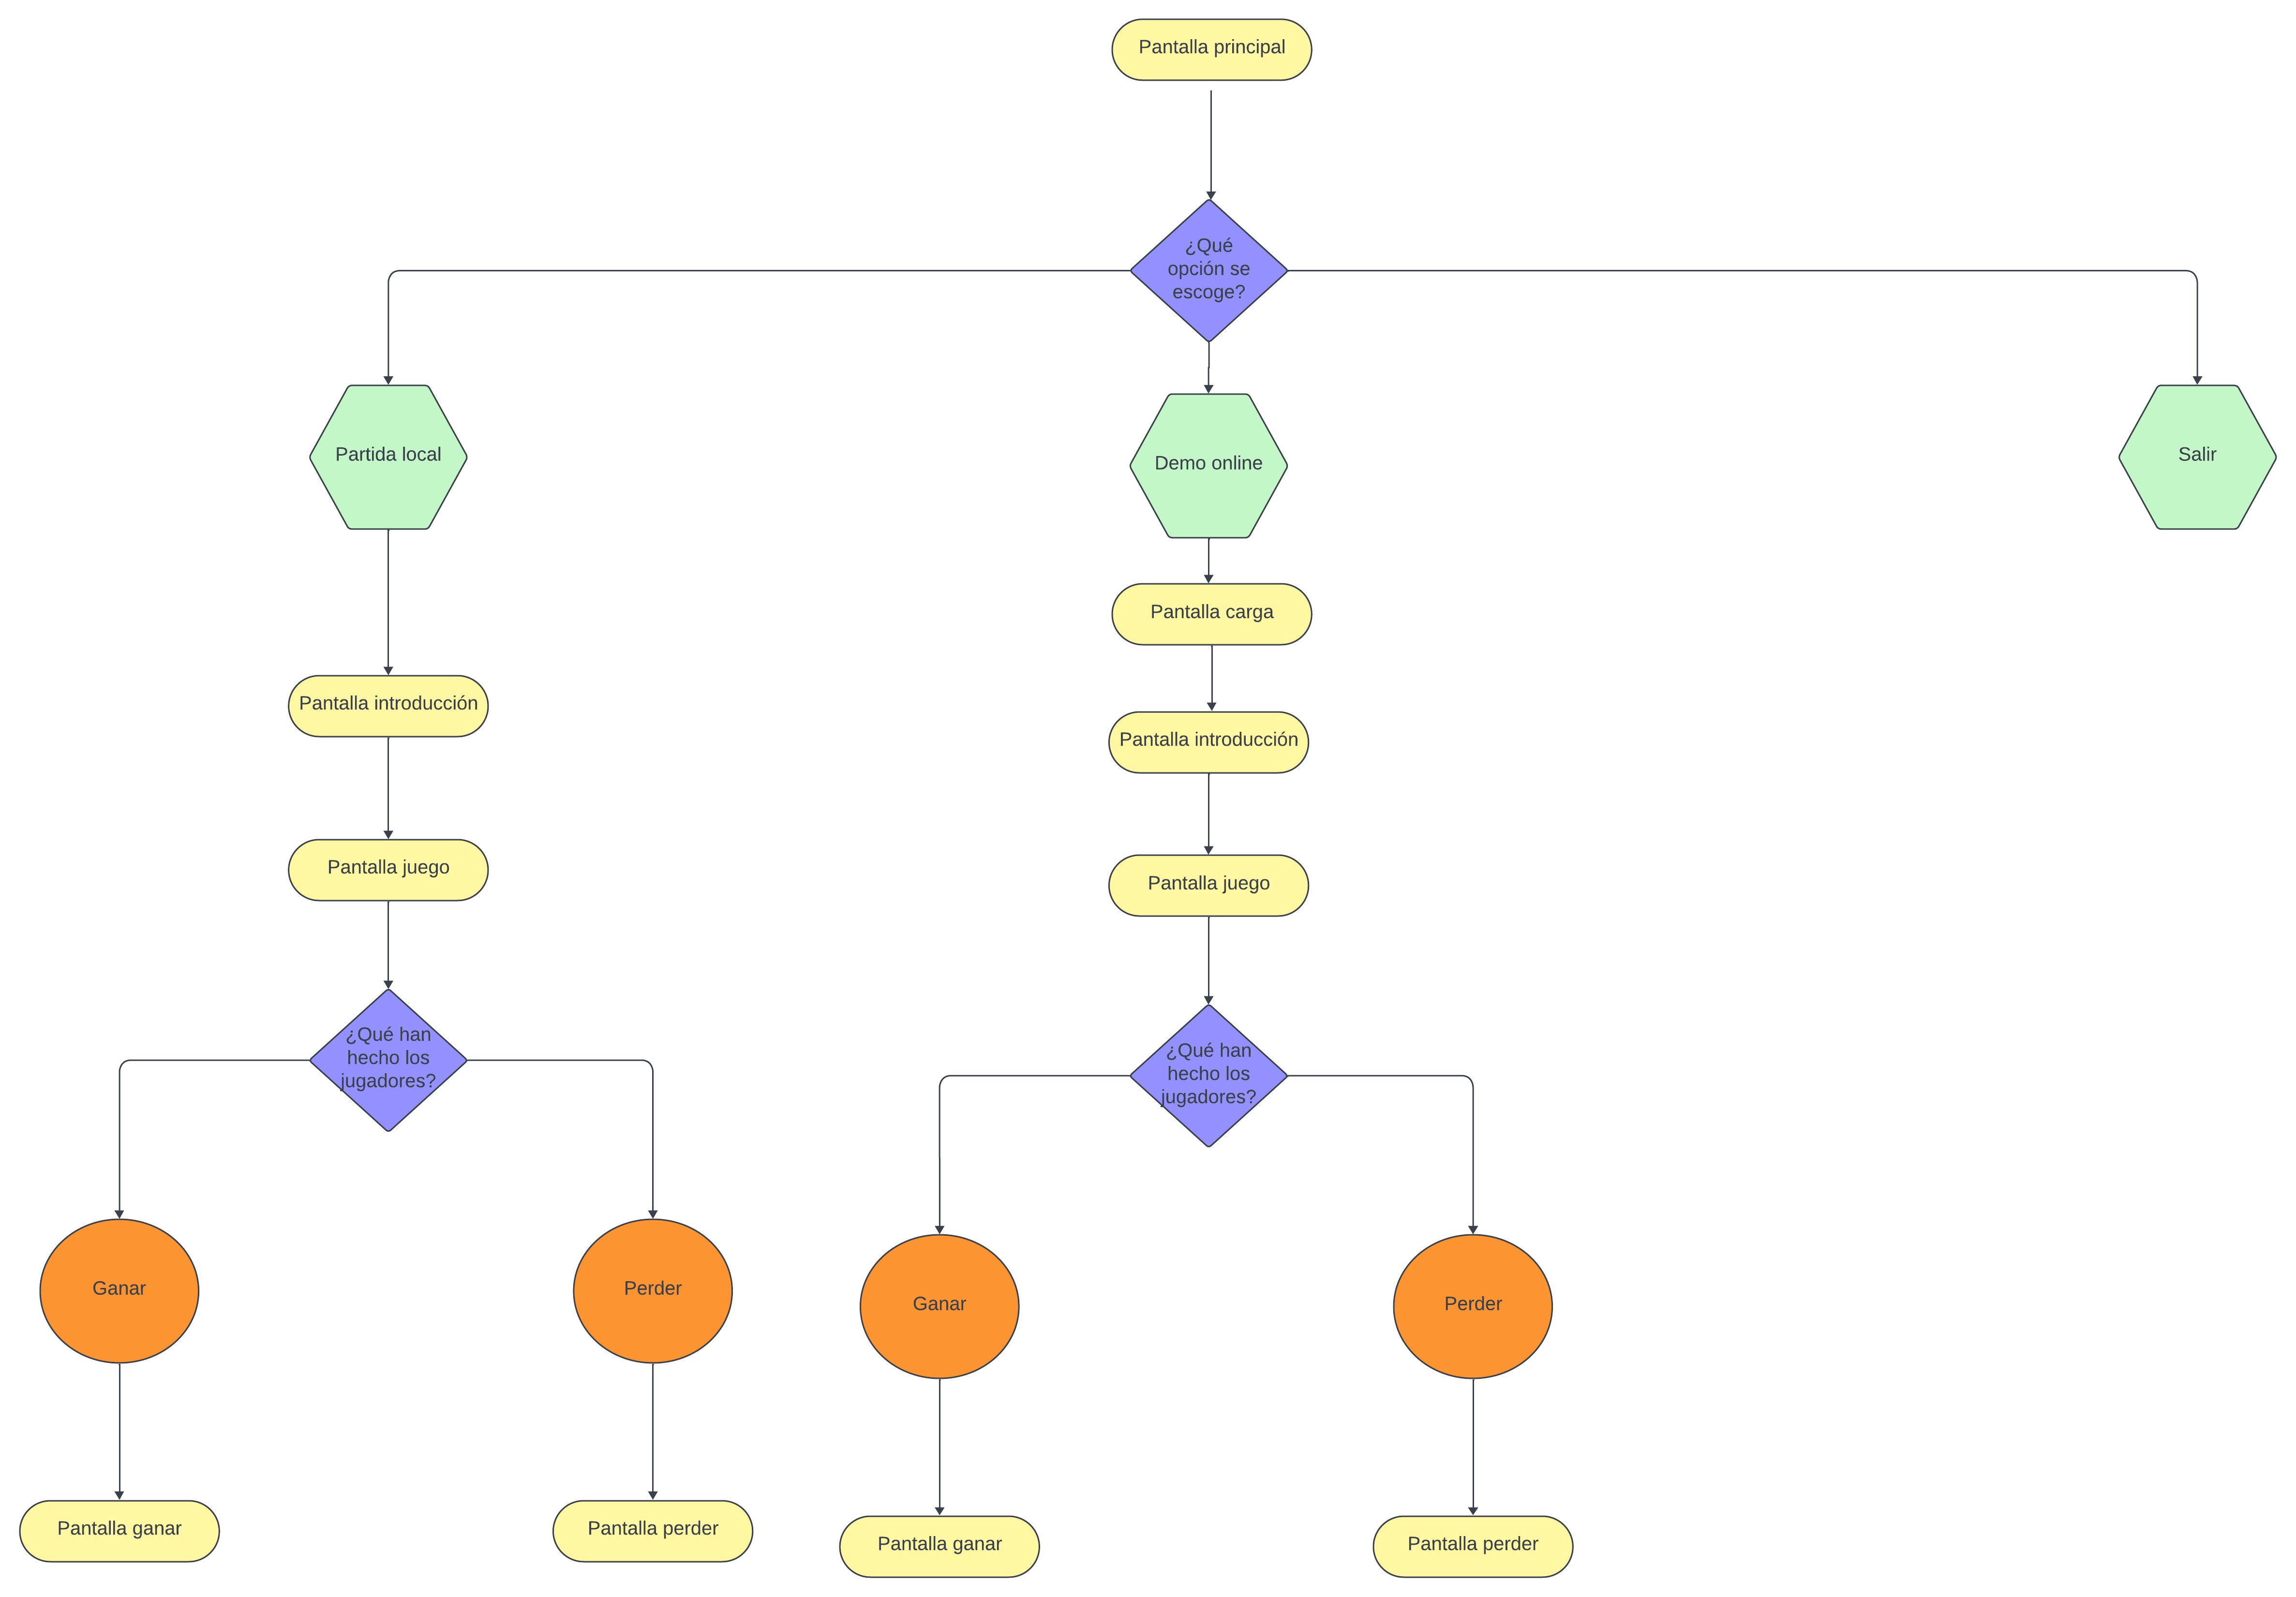 Pantalla principal
¿Qué
opción se
escoge?
Partida local
Demo online
Salir
Pantalla carga
Pantalla introducción
Pantalla introducción
Pantalla juego
Pantalla juego
¿Qué han
hecho los
jugadores?
¿Qué han
hecho los
jugadores?
Ganar
Perder
Ganar
Perder
Pantalla ganar
Pantalla perder
Pantalla ganar
Pantalla perder